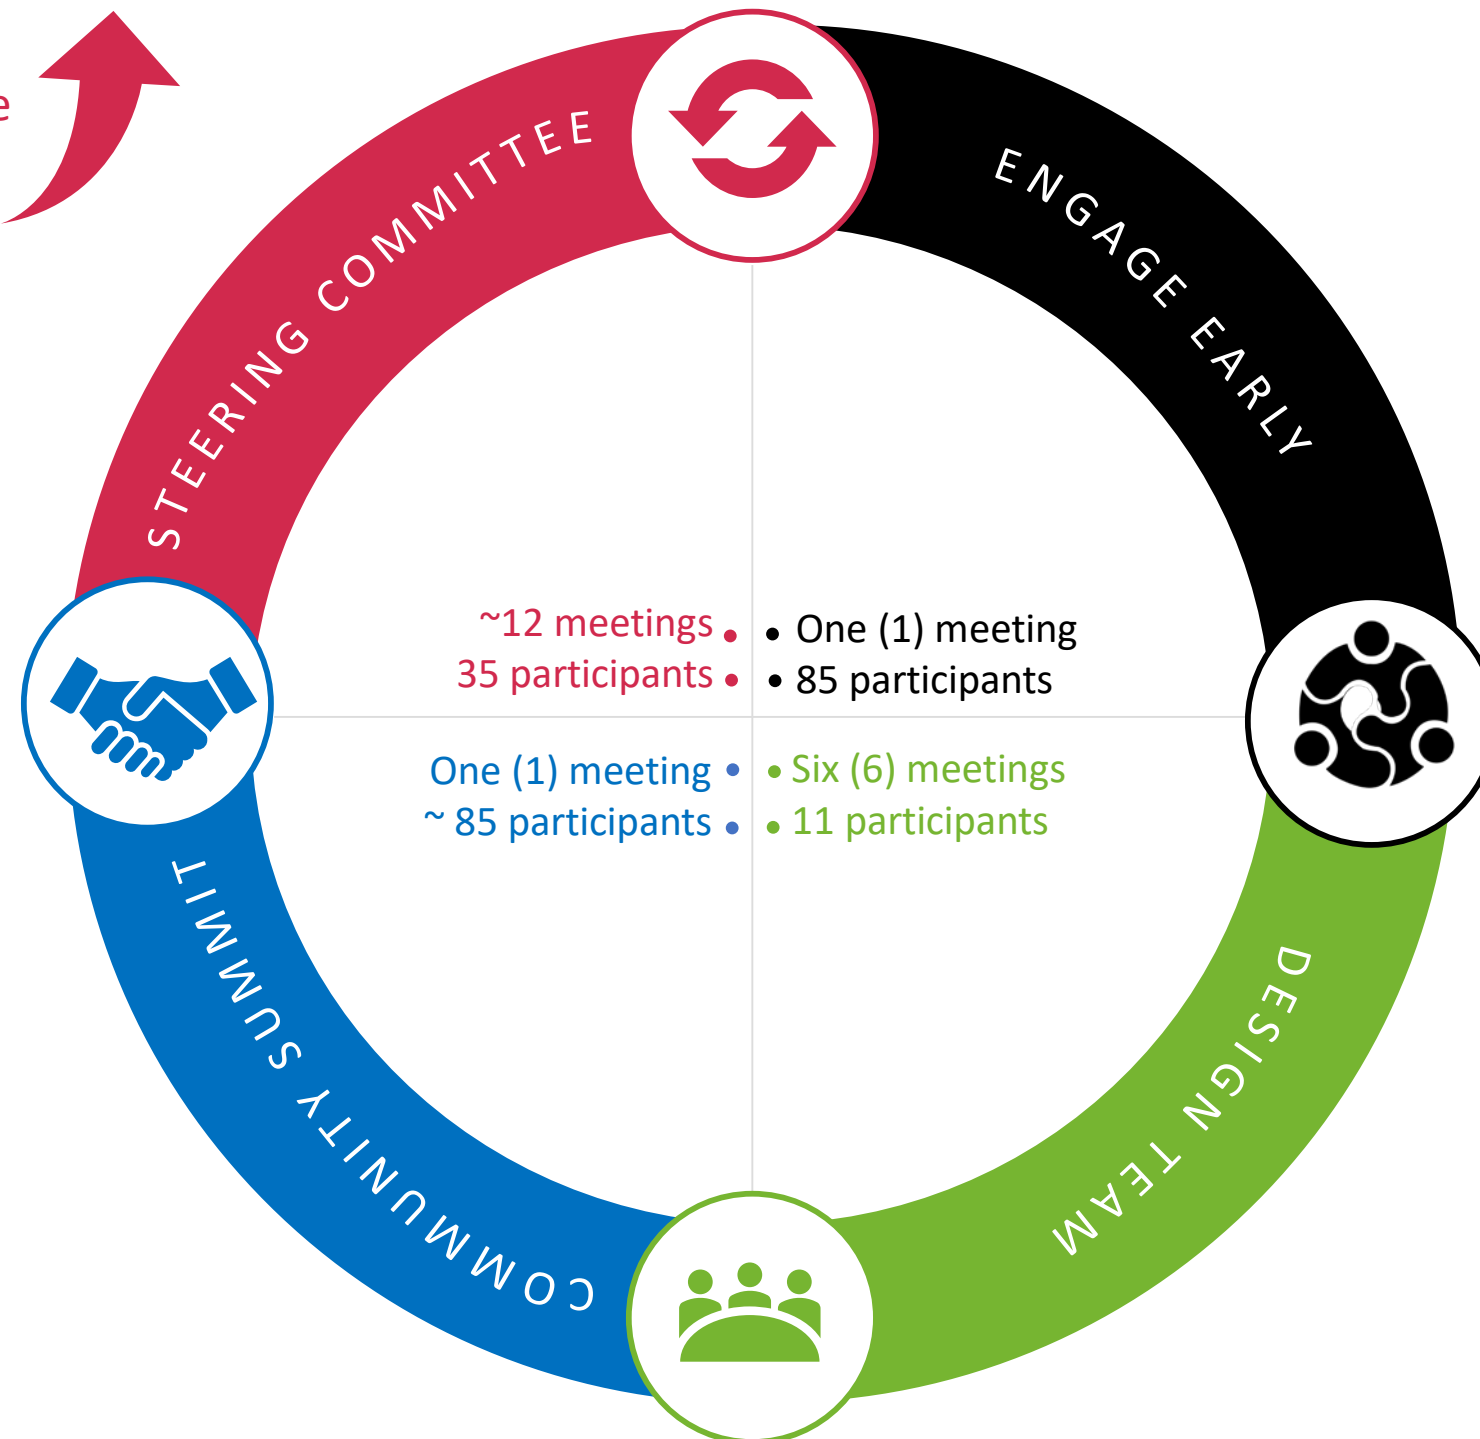 e
STEERING COMMITTEE
ENGAGE EARLY
~12 meetings
35 participants
• One (1) meeting
• 85 participants
One (1) meeting
~ 85 participants
• Six (6) meetings
• 11 participants
COMMUNITY SUMMIT
DESIGN TEAM